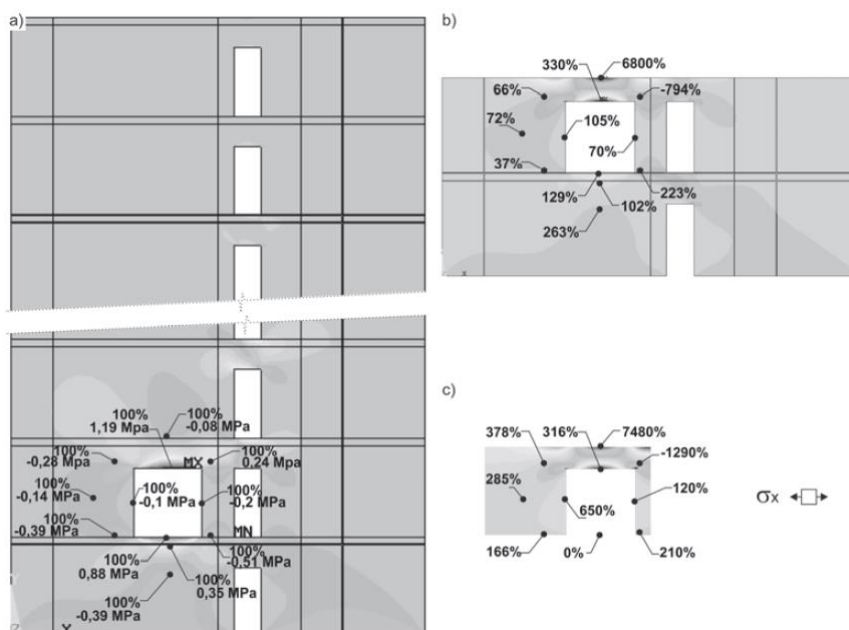 a)
100%
1,19 Mpa
100%
-0,08 MPa
100%
-0,28 Mpa
MX
100%
0,24 Mpa
100%
-0,14 MPa
100%
-0,1 MPa
100%
-0,2 MPa
100%
-0,39 MPa
MN
100%
0,88 MPa
100%
-0,51 MPa
100%
0,35 MPa
100%
-0,39 MPa
X
b)
330%
6800%
66%
-794%
72%
105%
70%
37%
129%
223%
102%
263%
x
c)
378%
316%
7480%
-1290%
285%
650%
120%
166%
0%
210%
σx